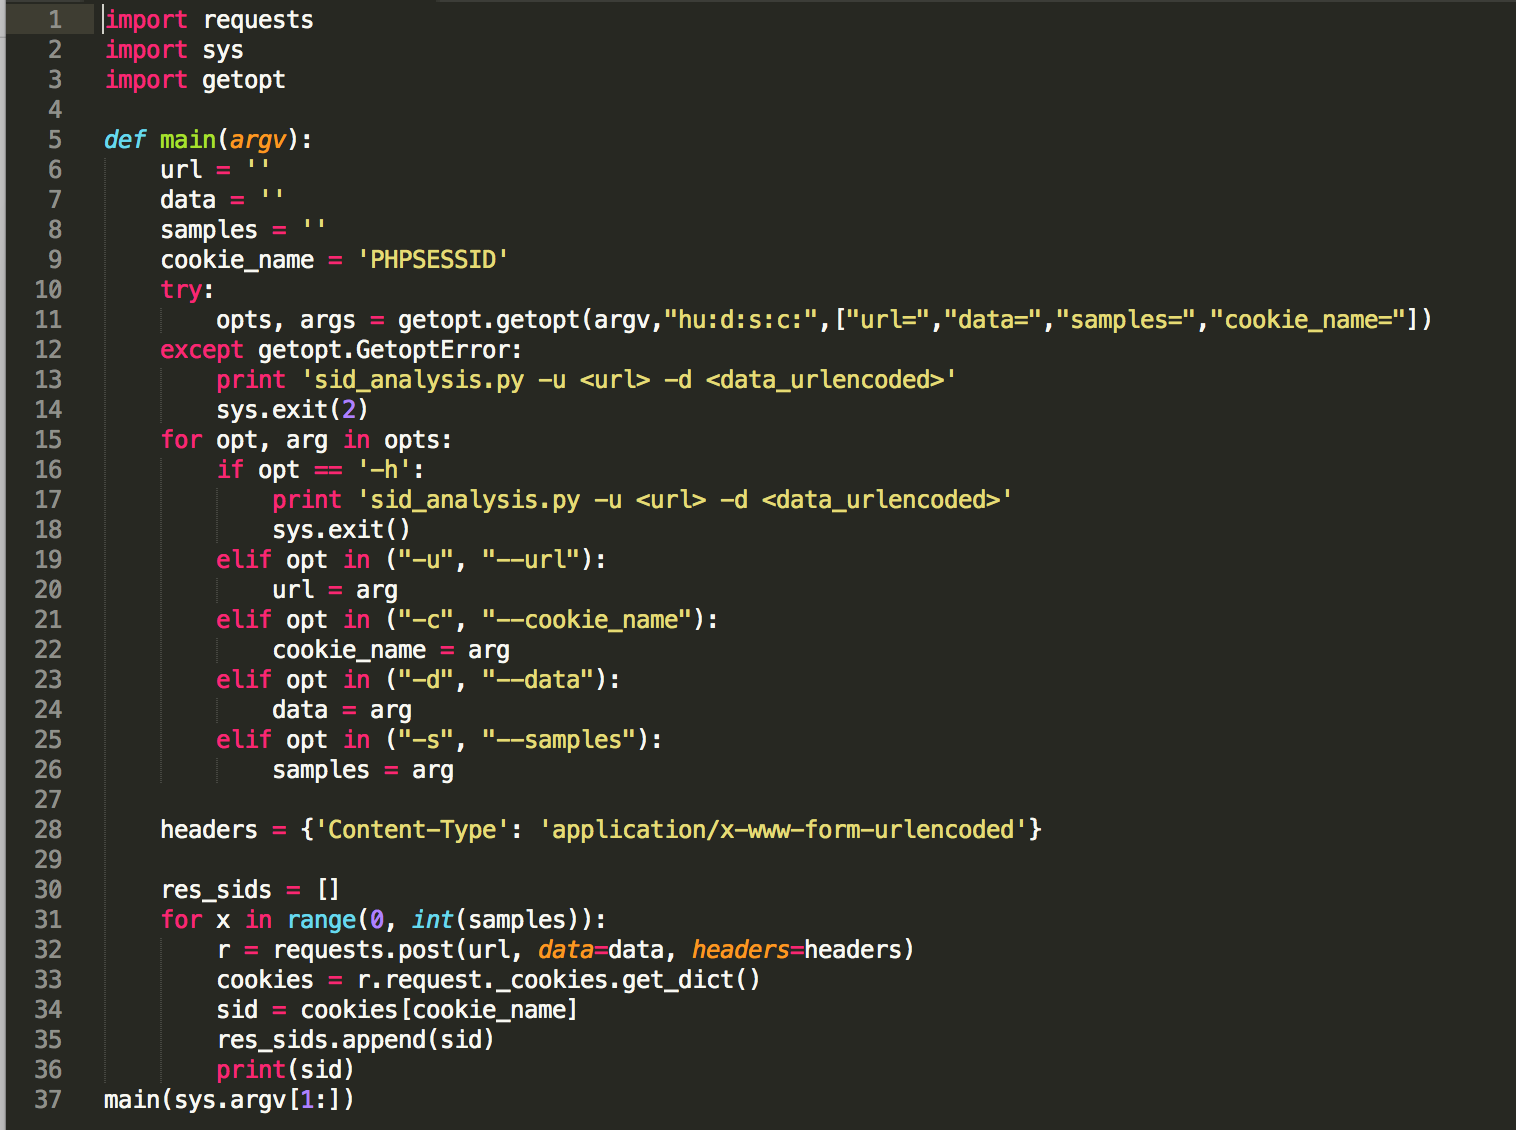 1 import requests
2 import sys
3 import getopt
4
5 def main(argv):
6     url = ''
7     data = ''
8     samples = ''
9     cookie_name = 'PHPSESSID'
10     try:
11         opts, args = getopt.getopt(argv,"hu:d:s:c:",["url=","data=","samples=","cookie_name="])
12     except getopt.GetoptError:
13         print 'sid_analysis.py -u <url> -d <data_urlencoded>'
14         sys.exit(2)
15     for opt, arg in opts:
16         if opt == '-h':
17             print 'sid_analysis.py -u <url> -d <data_urlencoded>'
18             sys.exit()
19         elif opt in ("-u", "--url"):
20             url = arg
21         elif opt in ("-c", "--cookie_name"):
22             cookie_name = arg
23         elif opt in ("-d", "--data"):
24             data = arg
25         elif opt in ("-s", "--samples"):
26             samples = arg
27
28     headers = {'Content-Type': 'application/x-www-form-urlencoded'}
29
30     res_sids = []
31     for x in range(0, int(samples)):
32         r = requests.post(url, data=data, headers=headers)
33         cookies = r.request._cookies.get_dict()
34         sid = cookies[cookie_name]
35         res_sids.append(sid)
36         print(sid)
37 main(sys.argv[1:])